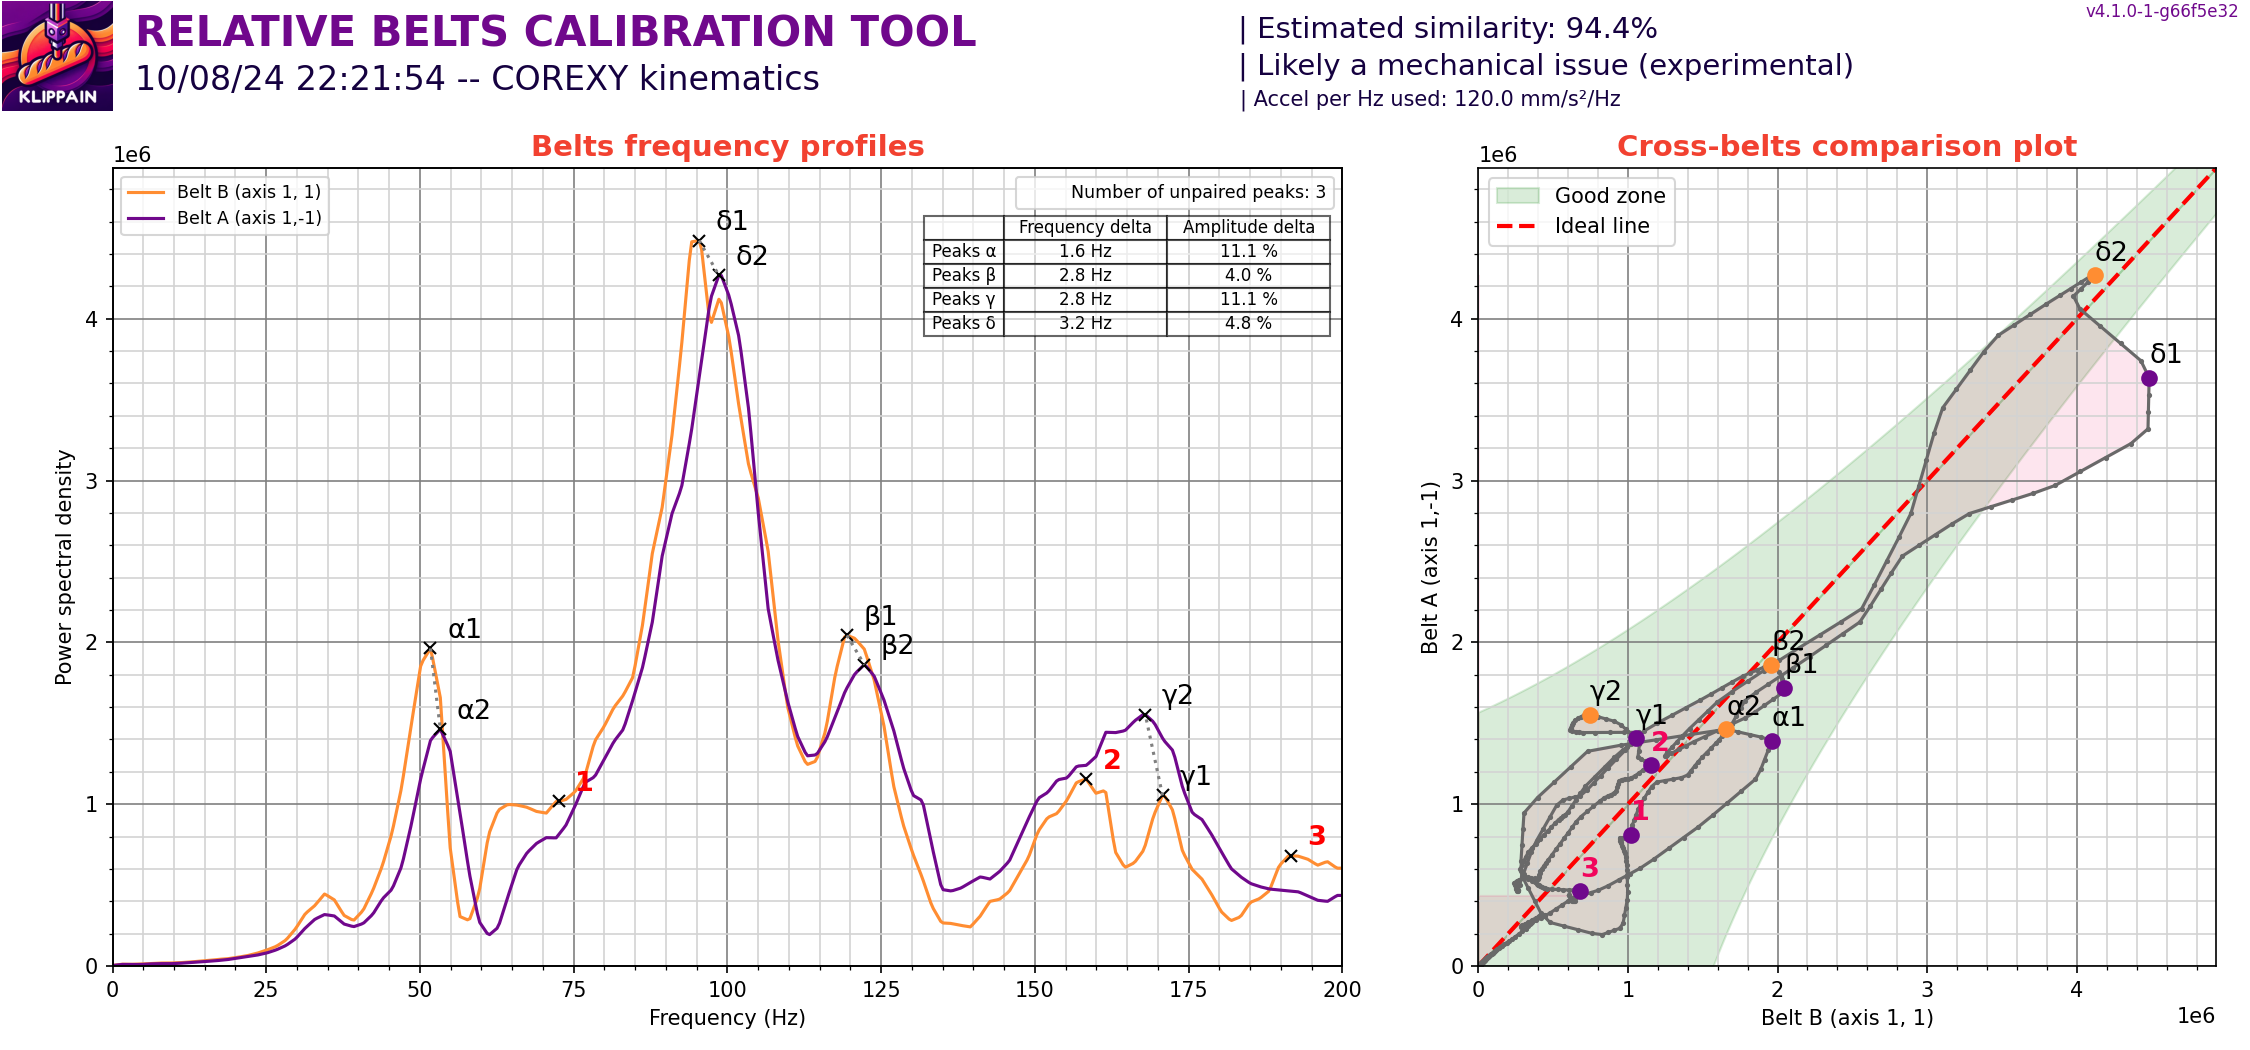 RELATIVE BELTS CALIBRATION TOOL
10/08/24 22:21:54 -- COREXY kinematics
KLIPPAIN
| Estimated similarity: 94.4%
| Likely a mechanical issue (experimental)
| Accel per Hz used: 120.0 mm/s²/Hz
v4.1.0-1-g66f5e32
Belts frequency profiles
1e6
Belt B (axis 1, 1)
Belt A (axis 1,-1)
Number of unpaired peaks: 3
Frequency delta Amplitude delta
Peaks α 1.6 Hz 11.1 %
Peaks β 2.8 Hz 4.0 %
Peaks γ 2.8 Hz 11.1 %
Peaks δ 3.2 Hz 4.8 %
δ1
δ2
α1
α2
β1
β2
γ2
γ1
1
2
3
Power spectral density
4
3
2
1
0
0 25 50 75 100 125 150 175 200
Frequency (Hz)
Cross-belts comparison plot
1e6
Good zone
Ideal line
δ2
δ1
β2
β1
γ2
γ1
α2
α1
2
1
3
Belt A (axis 1,-1)
4
3
2
1
0
0 1 2 3 4
Belt B (axis 1, 1)
1e6